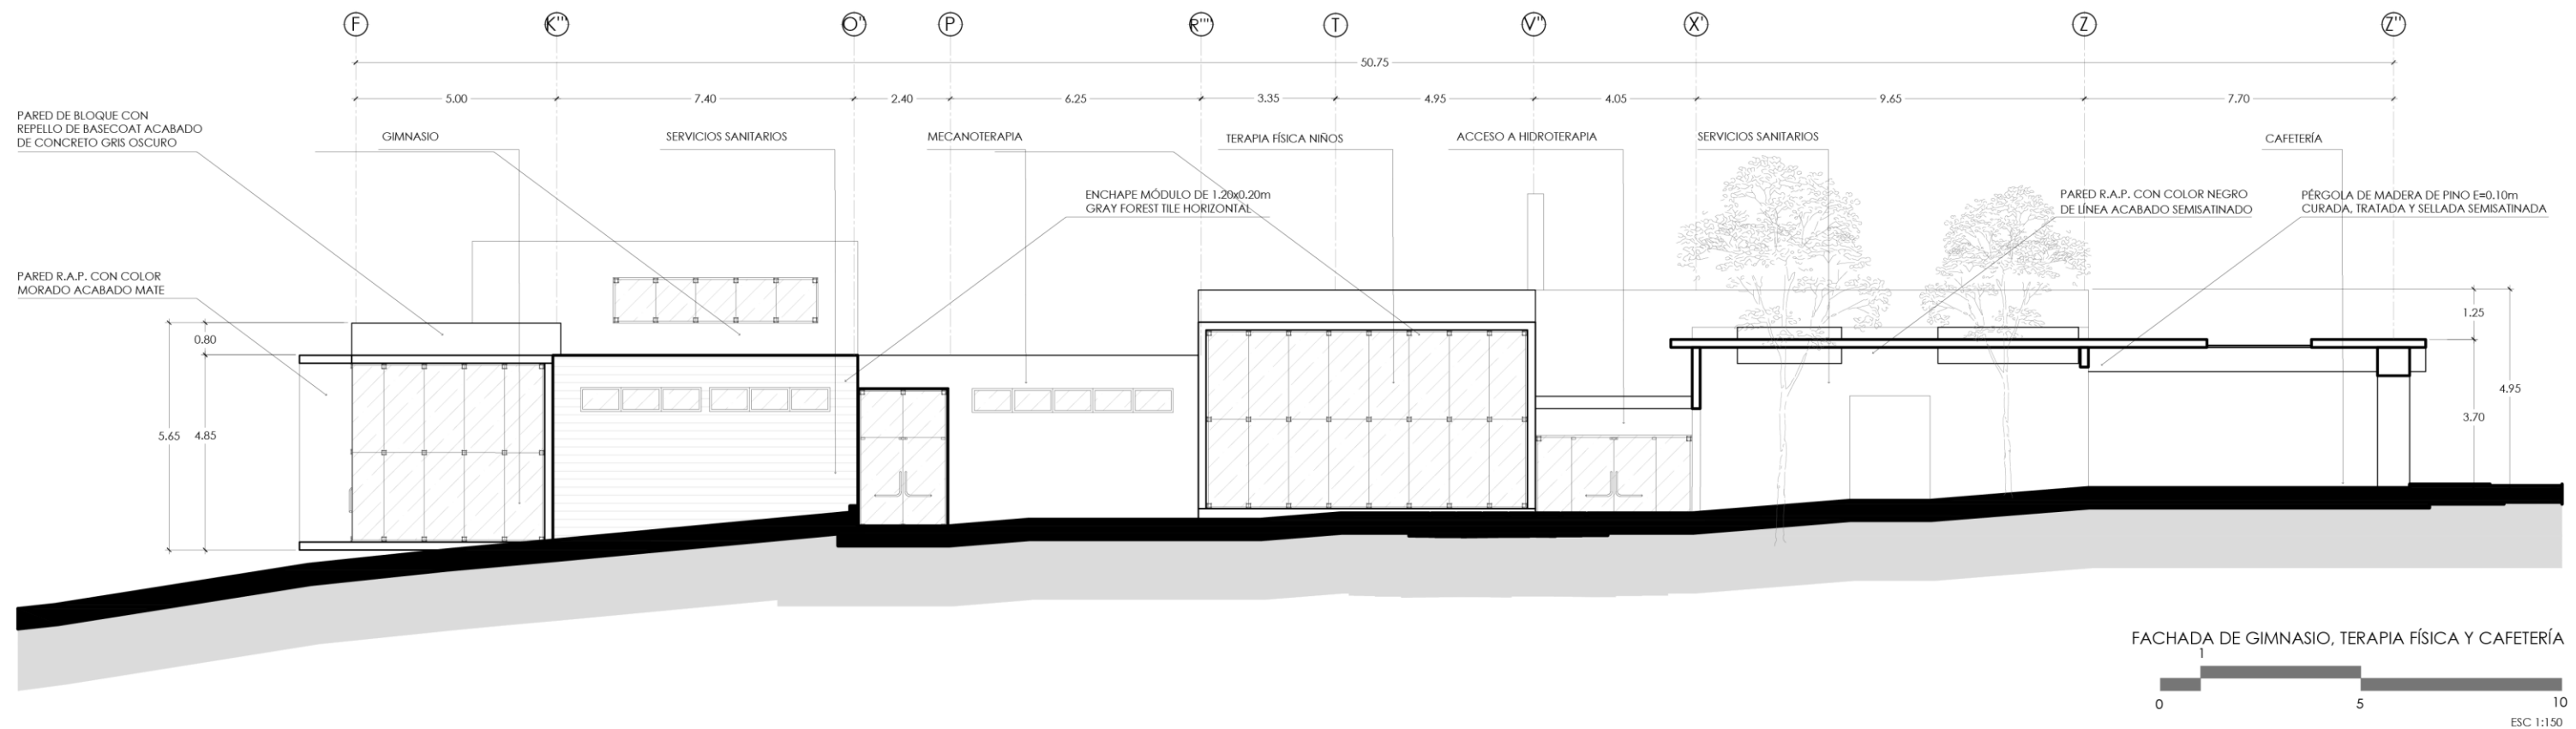 F K''' O' P R'''' T V'' X' Z Z''
50.75
5.00 7.40 2.40 6.25 3.35 4.95 4.05 9.65 7.70
PARED DE BLOQUE CON
REPELLO DE BASECOAT ACABADO
DE CONCRETO GRIS OSCURO
GIMNASIO
SERVICIOS SANITARIOS
MECANOTERAPIA
TERAPIA FÍSICA NIÑOS
ACCESO A HIDROTERAPIA
SERVICIOS SANITARIOS
CAFETERÍA
ENCHAPE MÓDULO DE 1.20x0.20m
GRAY FOREST TILE HORIZONTAL
PARED R.A.P. CON COLOR NEGRO
DE LÍNEA ACABADO SEMISATINADO
PÉRGOLA DE MADERA DE PINO E=0.10m
CURADA, TRATADA Y SELLADA SEMISATINADA
PARED R.A.P. CON COLOR
MORADO ACABADO MATE
0.80
5.65 4.85
1.25
4.95
3.70
FACHADA DE GIMNASIO, TERAPIA FÍSICA Y CAFETERÍA
1
0 5 10
ESC 1:150